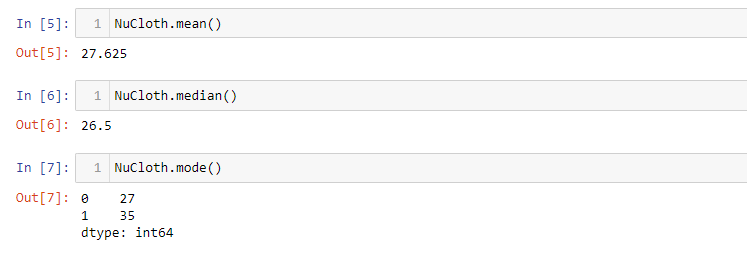 In [5]: 1 NuCloth.mean()
Out[5]: 27.625
In [6]: 1 NuCloth.median()
Out[6]: 26.5
In [7]: 1 NuCloth.mode()
Out[7]: 0 27
1 35
dtype: int64